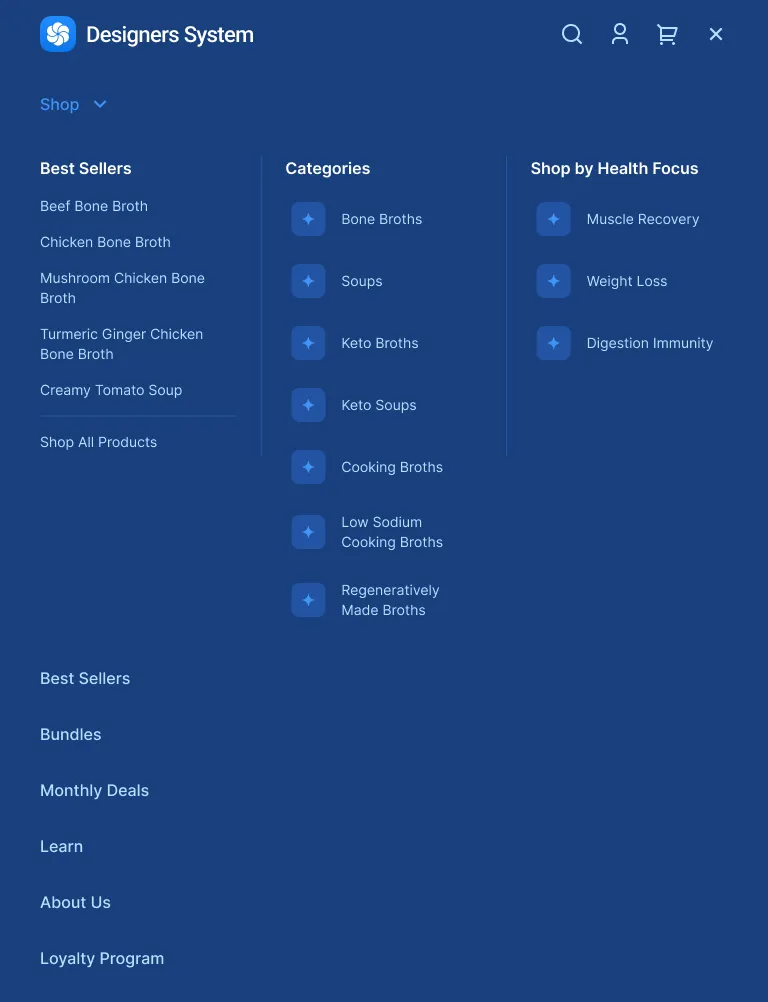 Designers System
Shop
Best Sellers
Beef Bone Broth
Chicken Bone Broth
Mushroom Chicken Bone
Broth
Turmeric Ginger Chicken
Bone Broth
Creamy Tomato Soup
Shop All Products
Categories
Bone Broths
Soups
Keto Broths
Keto Soups
Cooking Broths
Low Sodium
Cooking Broths
Regeneratively
Made Broths
Shop by Health Focus
Muscle Recovery
Weight Loss
Digestion Immunity
Best Sellers
Bundles
Monthly Deals
Learn
About Us
Loyalty Program